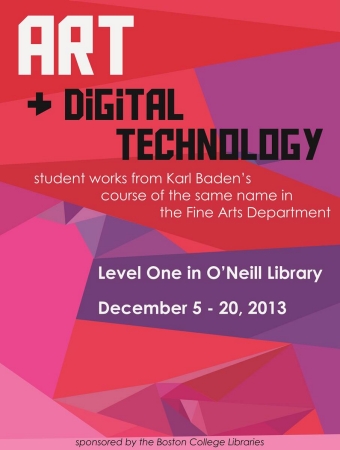 ART
+ DiGiTAL
TECHNOLOGY
student works from Karl Baden's
course of the same name in
the Fine Arts Department
Level One in O'Neill Library
December 5 - 20, 2013
sponsored by the Boston College Libraries